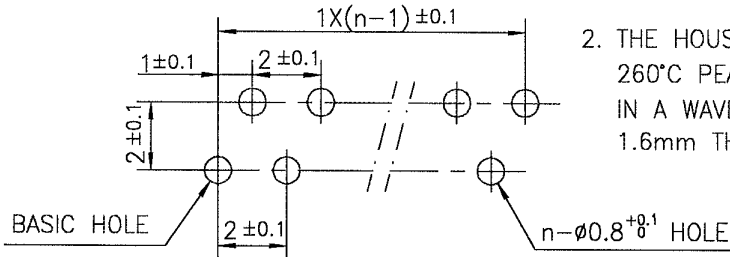 1X(n-1) ±0.1
1±0.1
2 ±0.1
2 ±0.1
BASIC HOLE
2 ±0.1
n-ø0.8 +0.1 0 HOLE
2. THE HOUS
260°C PEA
IN A WAVE
1.6mm TH